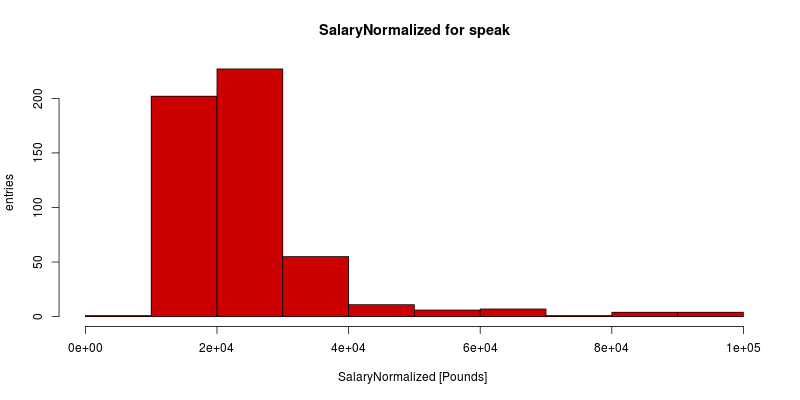 SalaryNormalized for speak
entries
200
150
100
50
0
0e+00 2e+04 4e+04 6e+04 8e+04 1e+05
SalaryNormalized [Pounds]